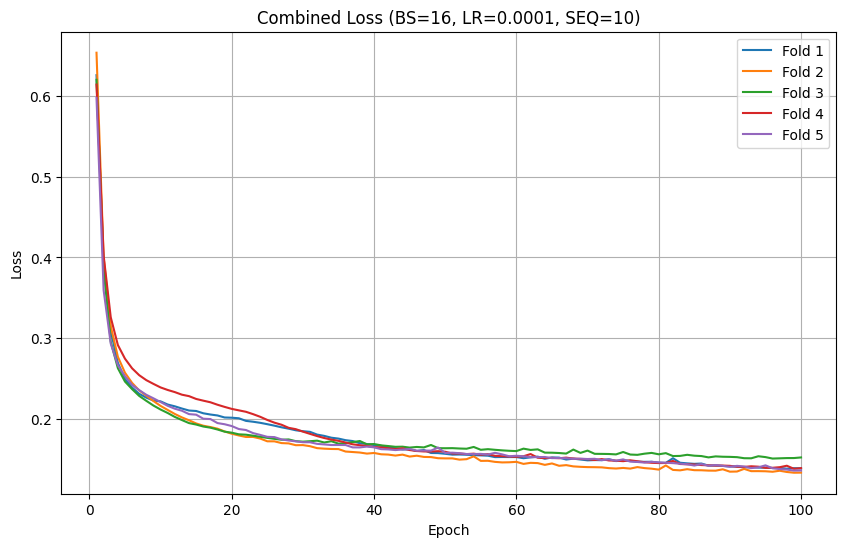 Combined Loss (BS=16, LR=0.0001, SEQ=10)
Fold 1
Fold 2
Fold 3
Fold 4
Fold 5
0.6
0.5
0.4
0.3
0.2
Loss
0 20 40 60 80 100
Epoch